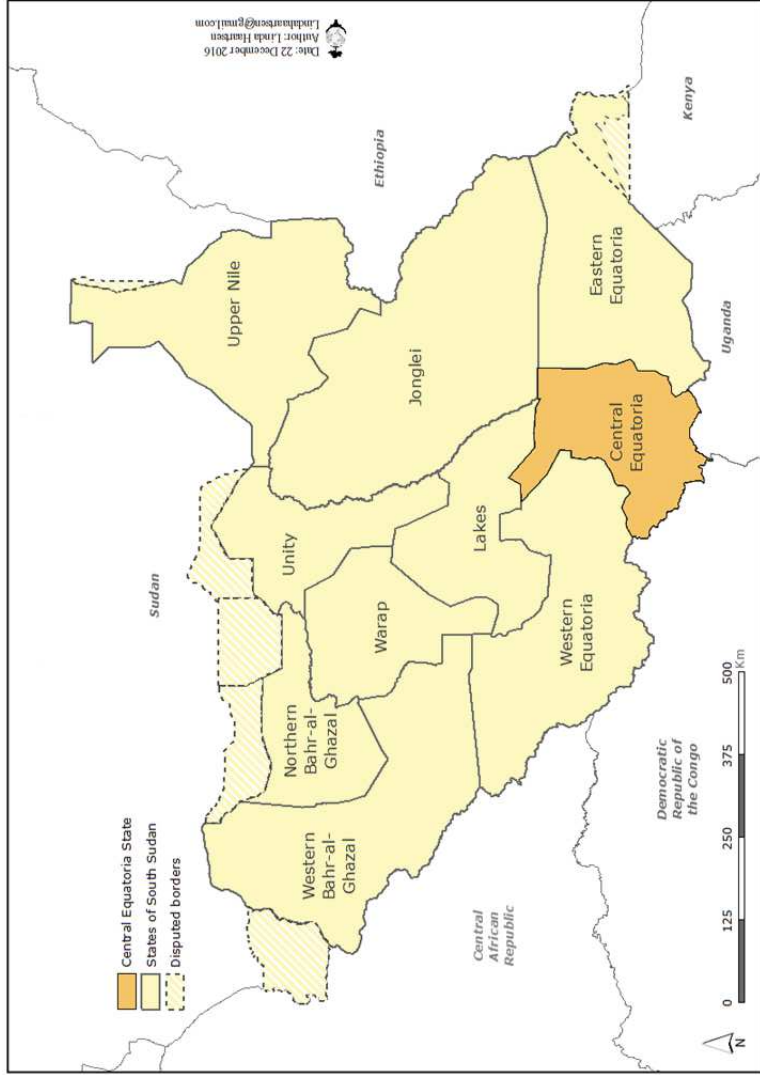 Date: 22 December 2016
Author: Linda Haartsen
Lindahaartsen@gmail.com
Central Equatoria State
States of South Sudan
Disputed borders
Sudan
Ethiopia
Upper Nile
Unity
Northern
Bahr-al-
Ghazal
Western
Bahr-al-
Ghazal
Warap
Jonglei
Lakes
Central
African
Republic
Western
Equatoria
Central
Equatoria
Eastern
Equatoria
Kenya
Uganda
Democratic
Republic of
the Congo
N
0 125 250 375 500
Km